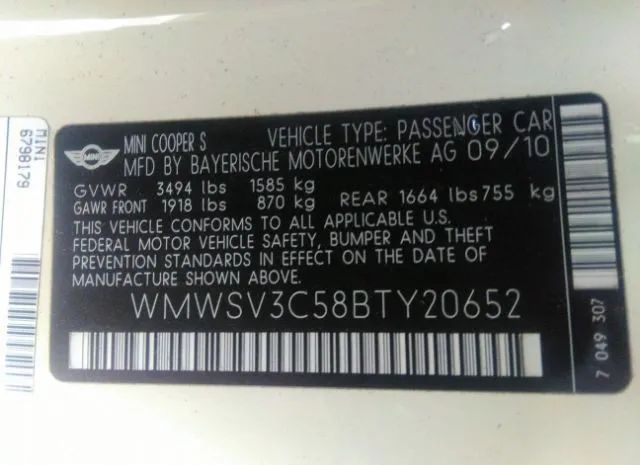 MINI
6798179
MINI
MINI COOPER S VEHICLE TYPE: PASSENGER CAR
MFD BY BAYERISCHE MOTORENWERKE AG 09/10
GVWR 3494 lbs 1585 kg
GAWR FRONT 1918 lbs 870 kg REAR 1664 lbs 755 kg
THIS VEHICLE CONFORMS TO ALL APPLICABLE U.S.
FEDERAL MOTOR VEHICLE SAFETY, BUMPER AND THEFT
PREVENTION STANDARDS IN EFFECT ON THE DATE OF
MANUFACTURE SHOWN ABOVE.
WMWSV3C58BTY20652
7 049 307